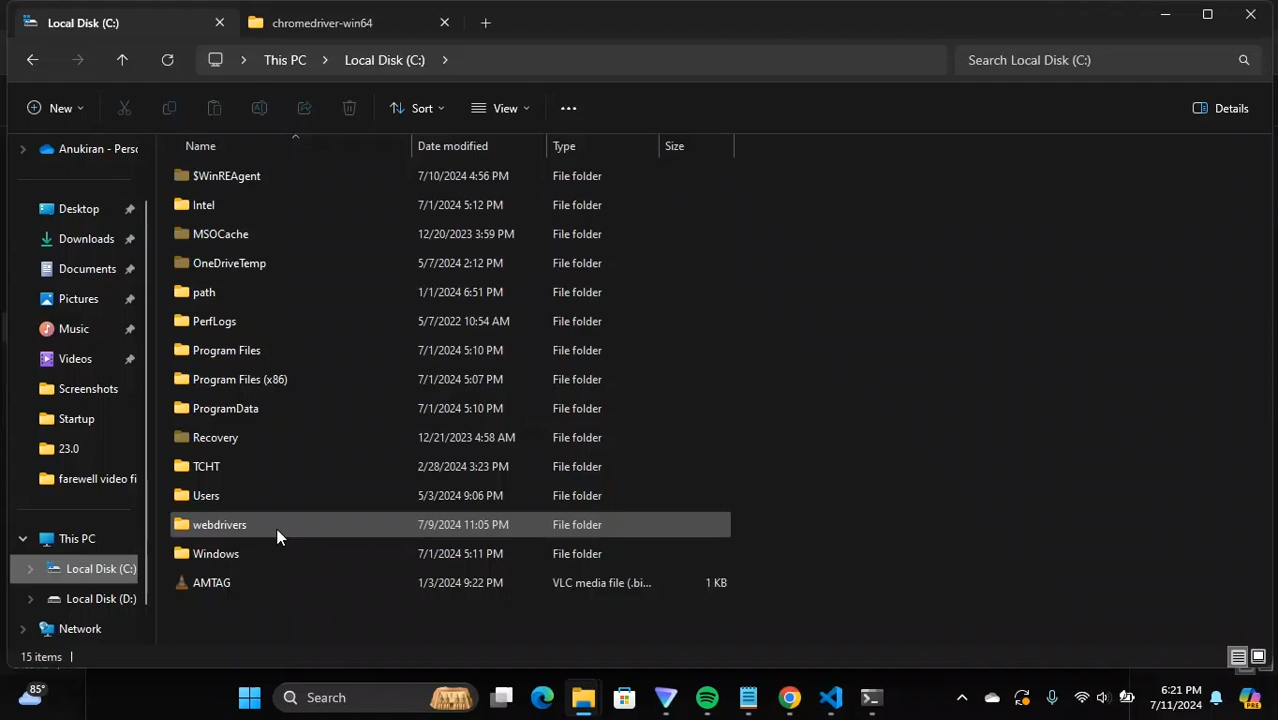 Local Disk (C:)
chromedriver-win64
This PC
Local Disk (C:)
Search Local Disk (C:)
New
Sort
View
Details
Name
Date modified
Type
Size
Anukiran - Perso
Desktop
Downloads
Documents
Pictures
Music
Videos
Screenshots
Startup
23.0
farewell video fi
This PC
Local Disk (C:)
Local Disk (D:)
Network
$WinREAgent 7/10/2024 4:56 PM File folder
Intel 7/1/2024 5:12 PM File folder
MSOCache 12/20/2023 3:59 PM File folder
OneDriveTemp 5/7/2024 2:12 PM File folder
path 1/1/2024 6:51 PM File folder
PerfLogs 5/7/2022 10:54 AM File folder
Program Files 7/1/2024 5:10 PM File folder
Program Files (x86) 7/1/2024 5:07 PM File folder
ProgramData 7/1/2024 5:10 PM File folder
Recovery 12/21/2023 4:58 AM File folder
TCHT 2/28/2024 3:23 PM File folder
Users 5/3/2024 9:06 PM File folder
webdrivers 7/9/2024 11:05 PM File folder
Windows 7/1/2024 5:11 PM File folder
AMTAG 1/3/2024 9:22 PM VLC media file (.bi... 1 KB
15 items
85°
Search
6:21 PM
7/11/2024
PRE